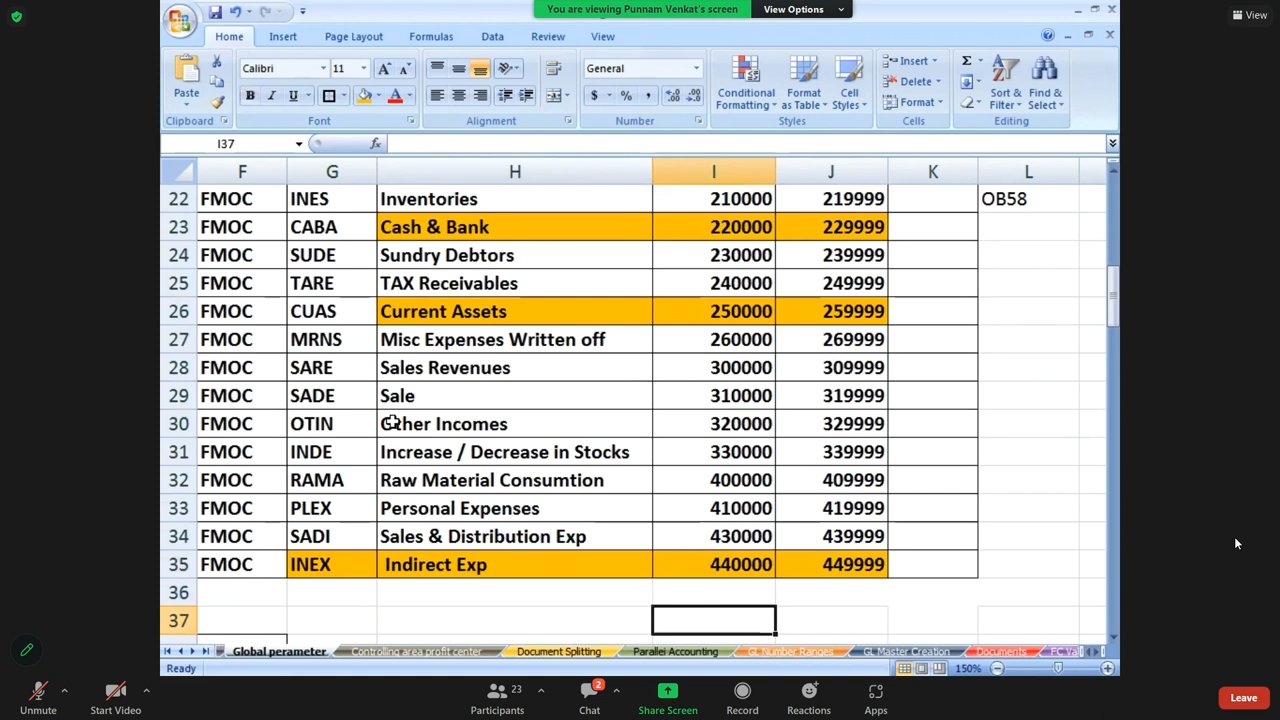 You are viewing Punnam Venkat's screen View Options
View
Home Insert Page Layout Formulas Data Review View
Calibri 11 General Insert
Paste B I U $ % , Conditional Formatting Format as Table Cell Styles Delete Format Sort & Filter Find & Select
Clipboard Font Alignment Number Styles Cells Editing
I37 fx
F G H I J K L
22 FMOC INES Inventories 210000 219999 OB58
23 FMOC CABA Cash & Bank 220000 229999
24 FMOC SUDE Sundry Debtors 230000 239999
25 FMOC TARE TAX Receivables 240000 249999
26 FMOC CUAS Current Assets 250000 259999
27 FMOC MRNS Misc Expenses Written off 260000 269999
28 FMOC SARE Sales Revenues 300000 309999
29 FMOC SADE Sale 310000 319999
30 FMOC OTIN Other Incomes 320000 329999
31 FMOC INDE Increase / Decrease in Stocks 330000 339999
32 FMOC RAMA Raw Material Consumtion 400000 409999
33 FMOC PLEX Personal Expenses 410000 419999
34 FMOC SADI Sales & Distribution Exp 430000 439999
35 FMOC INEX Indirect Exp 440000 449999
36
37
Global perameter Controlling area profit center Document Splitting Parallel Accounting GL Number Ranges GL Master Creation Documents FC Va
Ready 150%
23 2
Unmute Start Video Participants Chat Share Screen Record Reactions Apps Leave